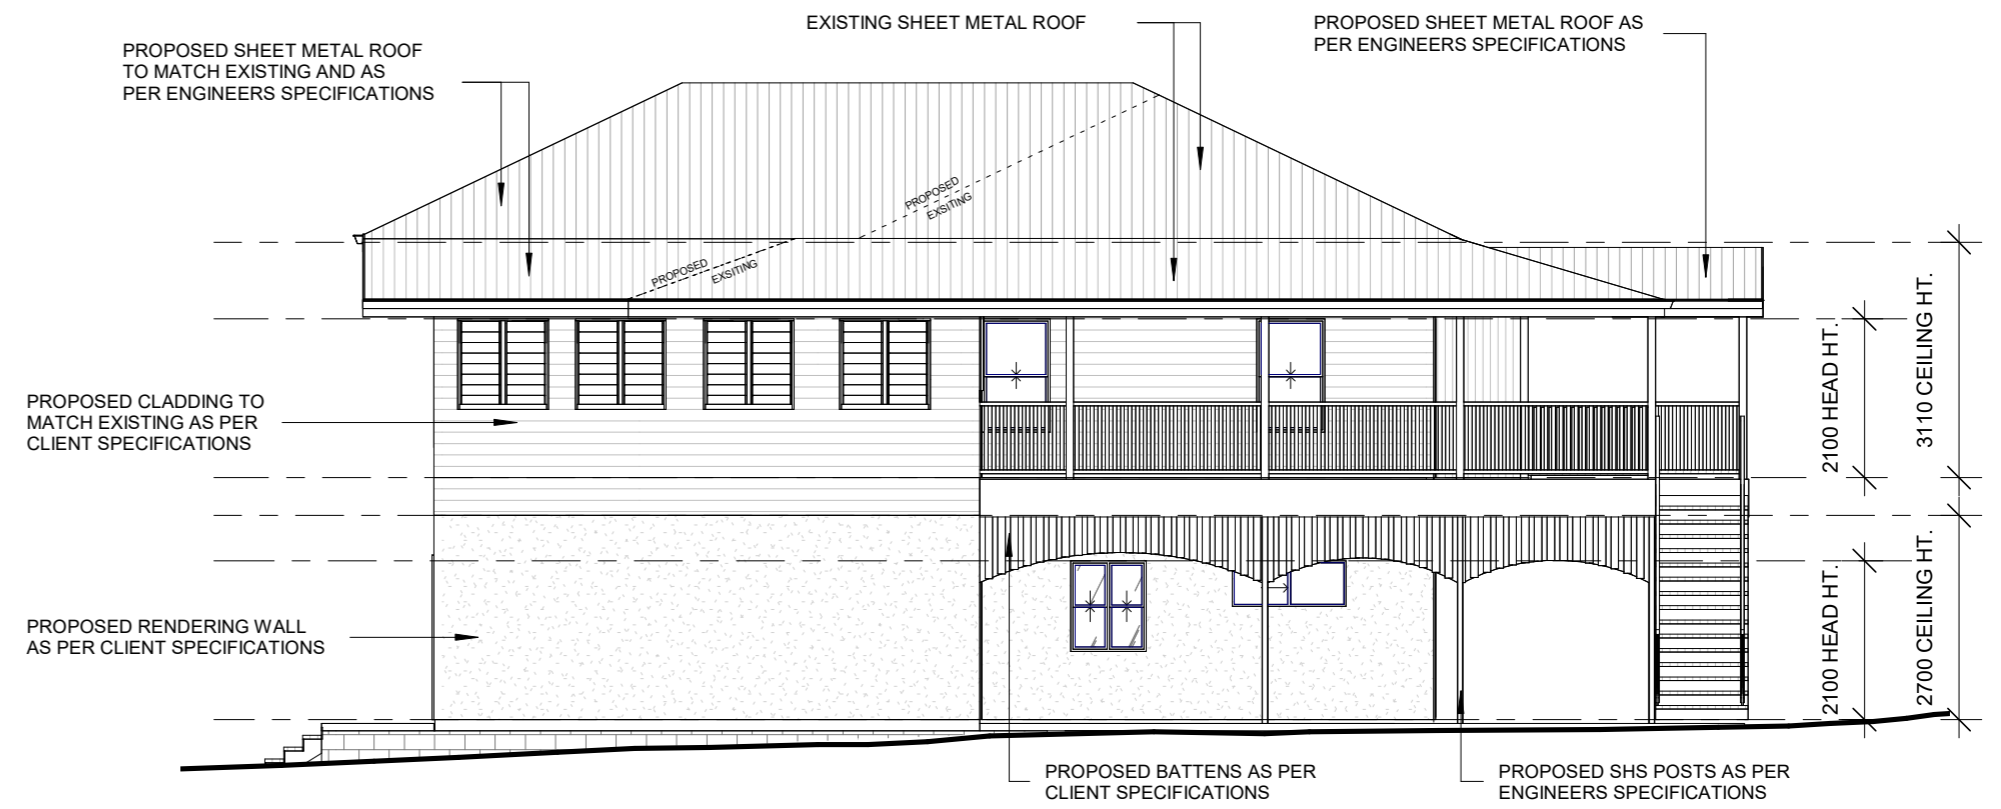 EXISTING SHEET METAL ROOF
PROPOSED SHEET METAL ROOF AS
PER ENGINEERS SPECIFICATIONS
PROPOSED SHEET METAL ROOF
TO MATCH EXISTING AND AS
PER ENGINEERS SPECIFICATIONS
PROPOSED
EXSITING
PROPOSED
EXSITING
2100 HEAD HT.
3110 CEILING HT.
PROPOSED CLADDING TO
MATCH EXISTING AS PER
CLIENT SPECIFICATIONS
2100 HEAD HT.
2700 CEILING HT.
PROPOSED RENDERING WALL
AS PER CLIENT SPECIFICATIONS
PROPOSED BATTENS AS PER
CLIENT SPECIFICATIONS
PROPOSED SHS POSTS AS PER
ENGINEERS SPECIFICATIONS